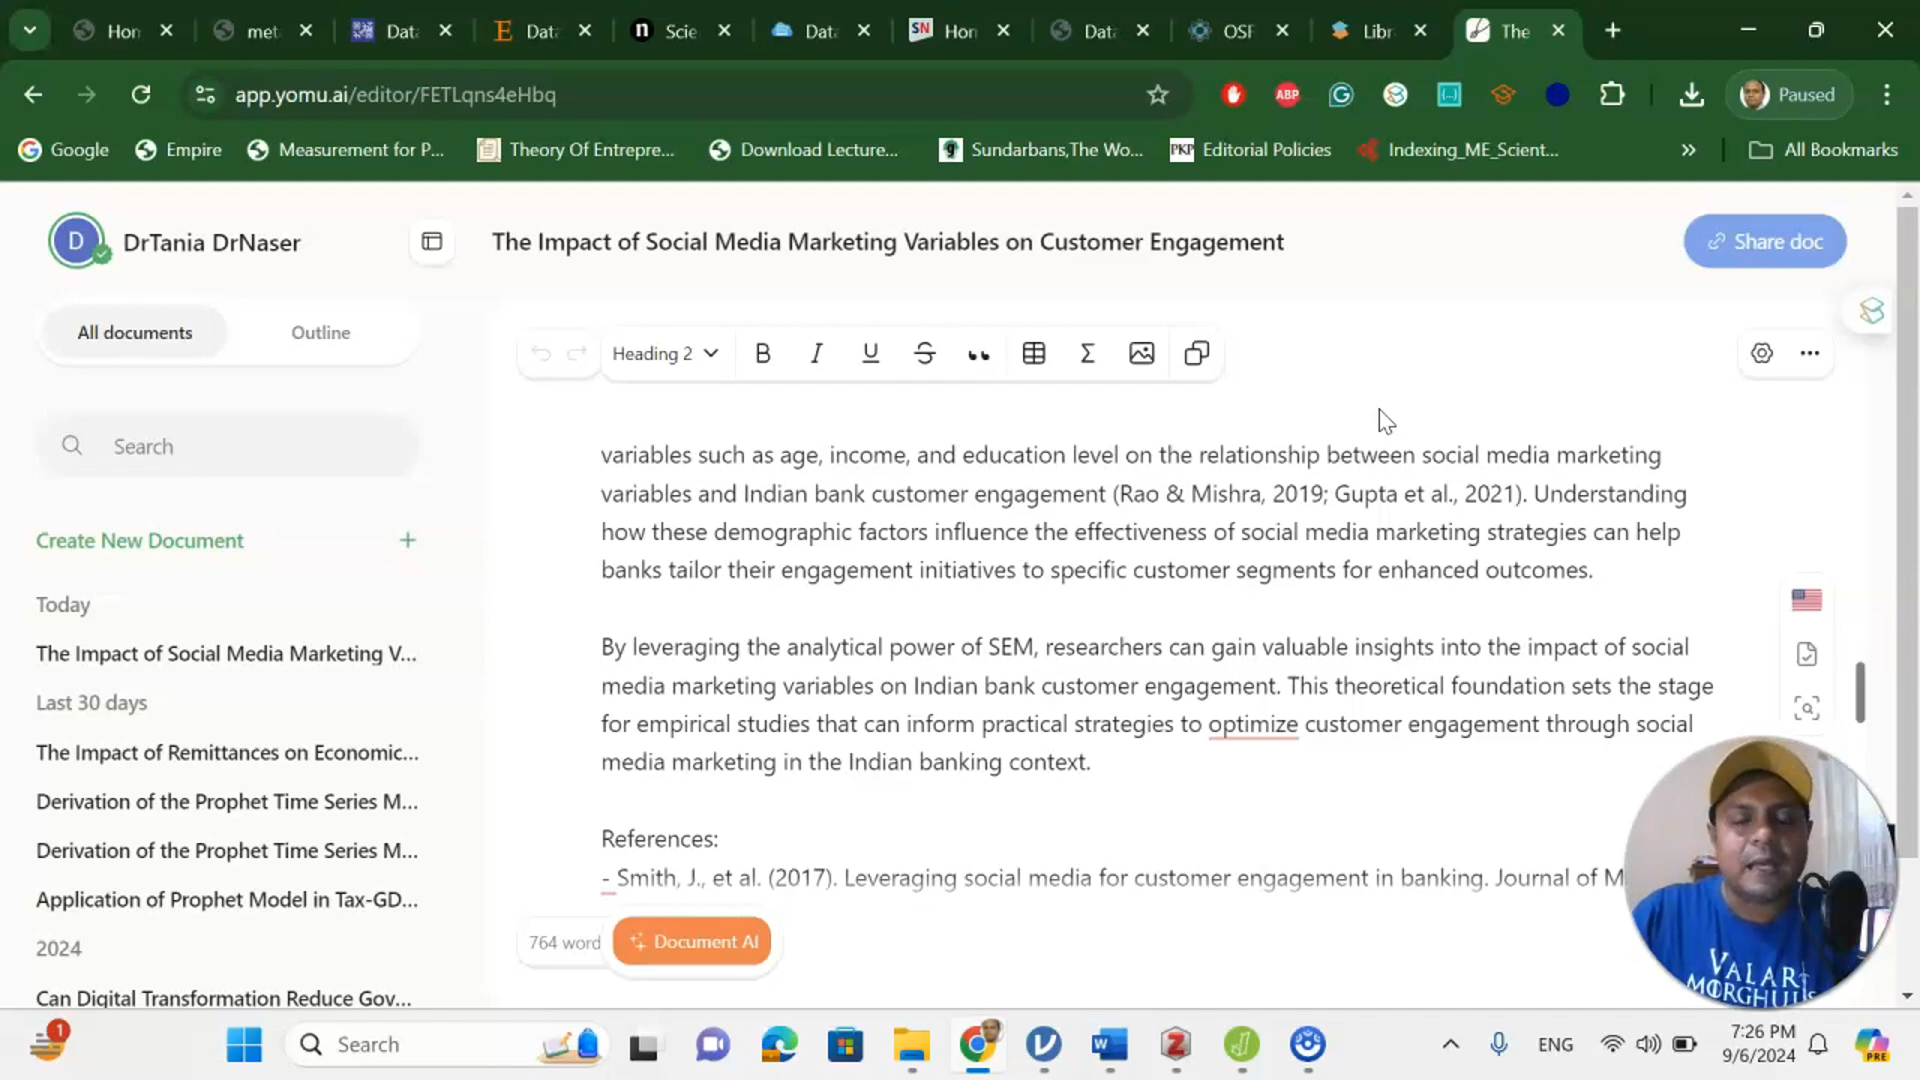 Hon
met
Data
Data
Scie
Data
SN
Hon
Data
OSF
Libr
The
app.yomu.ai/editor/FETLqns4eHbq
ABP
Paused
Google
Empire
Measurement for P...
Theory Of Entrepre...
Download Lecture...
Sundarbans,The Wo...
PKP
Editorial Policies
Indexing_ME_Scient...
All Bookmarks
D
DrTania DrNaser
The Impact of Social Media Marketing Variables on Customer Engagement
Share doc
All documents
Outline
Heading 2
B I U S
Search
Create New Document
Today
The Impact of Social Media Marketing V...
Last 30 days
The Impact of Remittances on Economic...
Derivation of the Prophet Time Series M...
Derivation of the Prophet Time Series M...
Application of Prophet Model in Tax-GD...
2024
Can Digital Transformation Reduce Gov...
variables such as age, income, and education level on the relationship between social media marketing
variables and Indian bank customer engagement (Rao & Mishra, 2019; Gupta et al., 2021). Understanding
how these demographic factors influence the effectiveness of social media marketing strategies can help
banks tailor their engagement initiatives to specific customer segments for enhanced outcomes.
By leveraging the analytical power of SEM, researchers can gain valuable insights into the impact of social
media marketing variables on Indian bank customer engagement. This theoretical foundation sets the stage
for empirical studies that can inform practical strategies to optimize customer engagement through social
media marketing in the Indian banking context.
References:
- Smith, J., et al. (2017). Leveraging social media for customer engagement in banking. Journal of M
764 word
Document AI
VALAR
MORGHULIS
1
Search
ENG
7:26 PM
9/6/2024
PRE